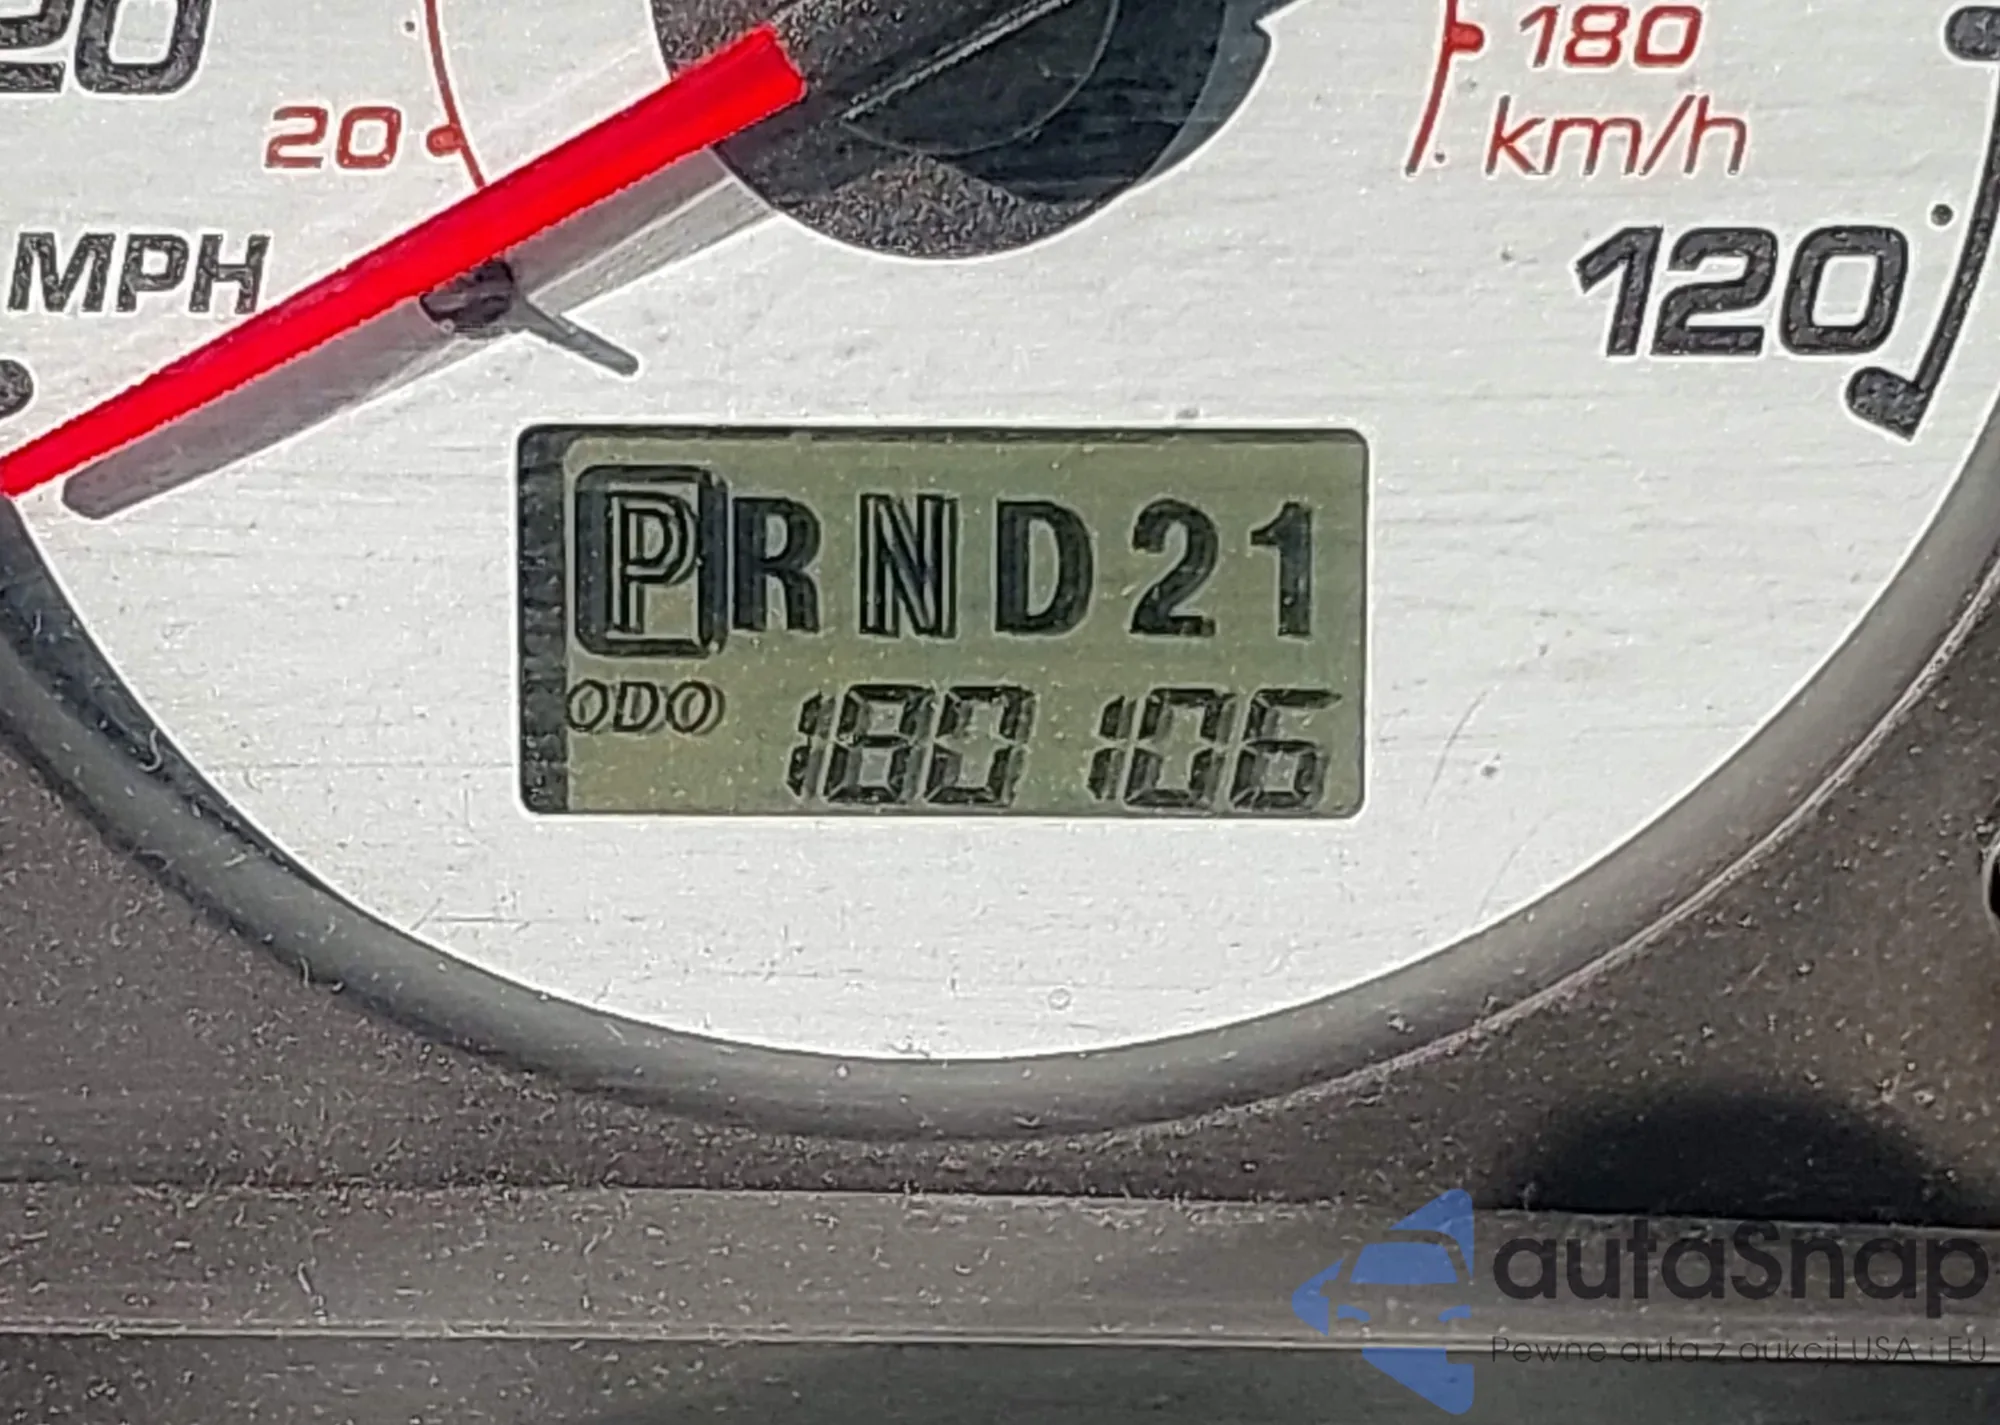 20
20
MPH
180
km/h
120
PRND21
ODO 180106
autaSnap
Pewne auta z aukcji USA i EU